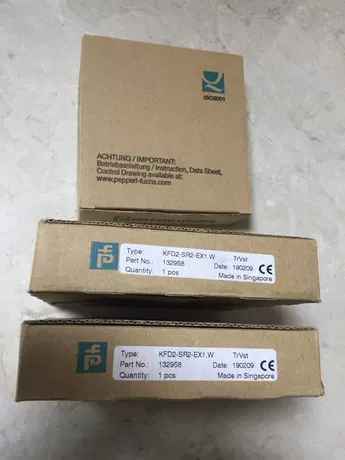 ISO9001
ACHTUNG / IMPORTANT:
Betriebsanleitung / Instruction, Data Sheet,
Control Drawing available at:
www.pepperl-fuchs.com
Type: KFD2-SR2-EX1.W TrVst
Part No.: 132958 Date: 190209 CE
Quantity: 1 pcs Made in Singapore
Type: KFD2-SR2-EX1.W TrVst
Part No.: 132958 Date: 190209 CE
Quantity: 1 pcs Made in Singapore